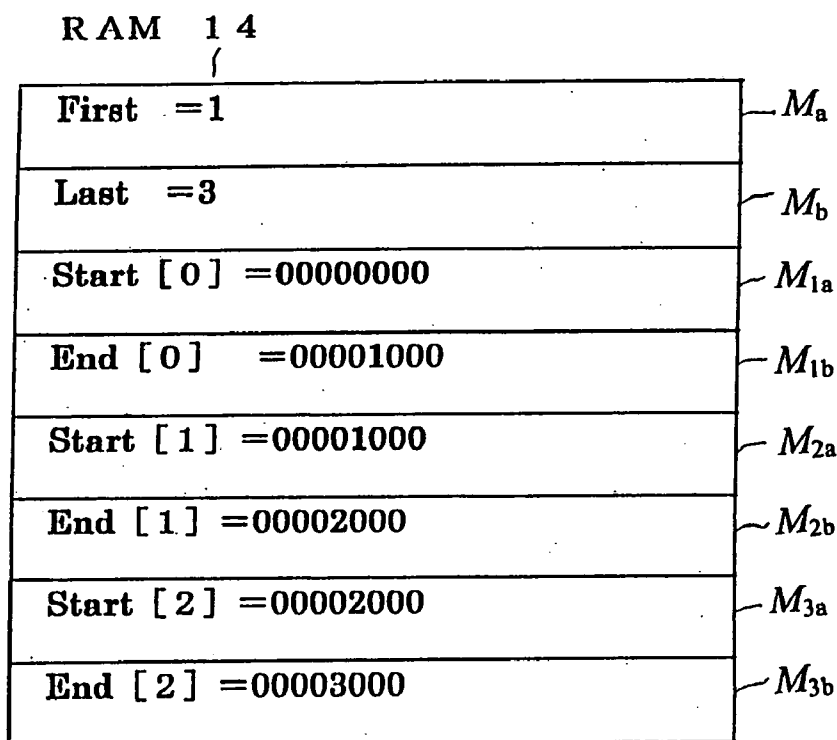 RAM 14
First =1 Ma
Last =3 Mb
Start [0] =00000000 M1a
End [0] =00001000 M1b
Start [1] =00001000 M2a
End [1] =00002000 M2b
Start [2] =00002000 M3a
End [2] =00003000 M3b